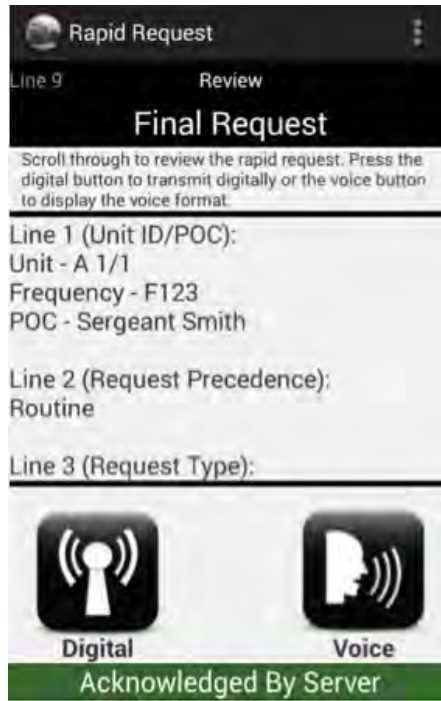 Rapid Request
Line 9 Review
Final Request
Scroll through to review the rapid request. Press the
digital button to transmit digitally or the voice button
to display the voice format.
Line 1 (Unit ID/POC):
Unit - A 1/1
Frequency - F123
POC - Sergeant Smith
Line 2 (Request Precedence):
Routine
Line 3 (Request Type):
Digital Voice
Acknowledged By Server